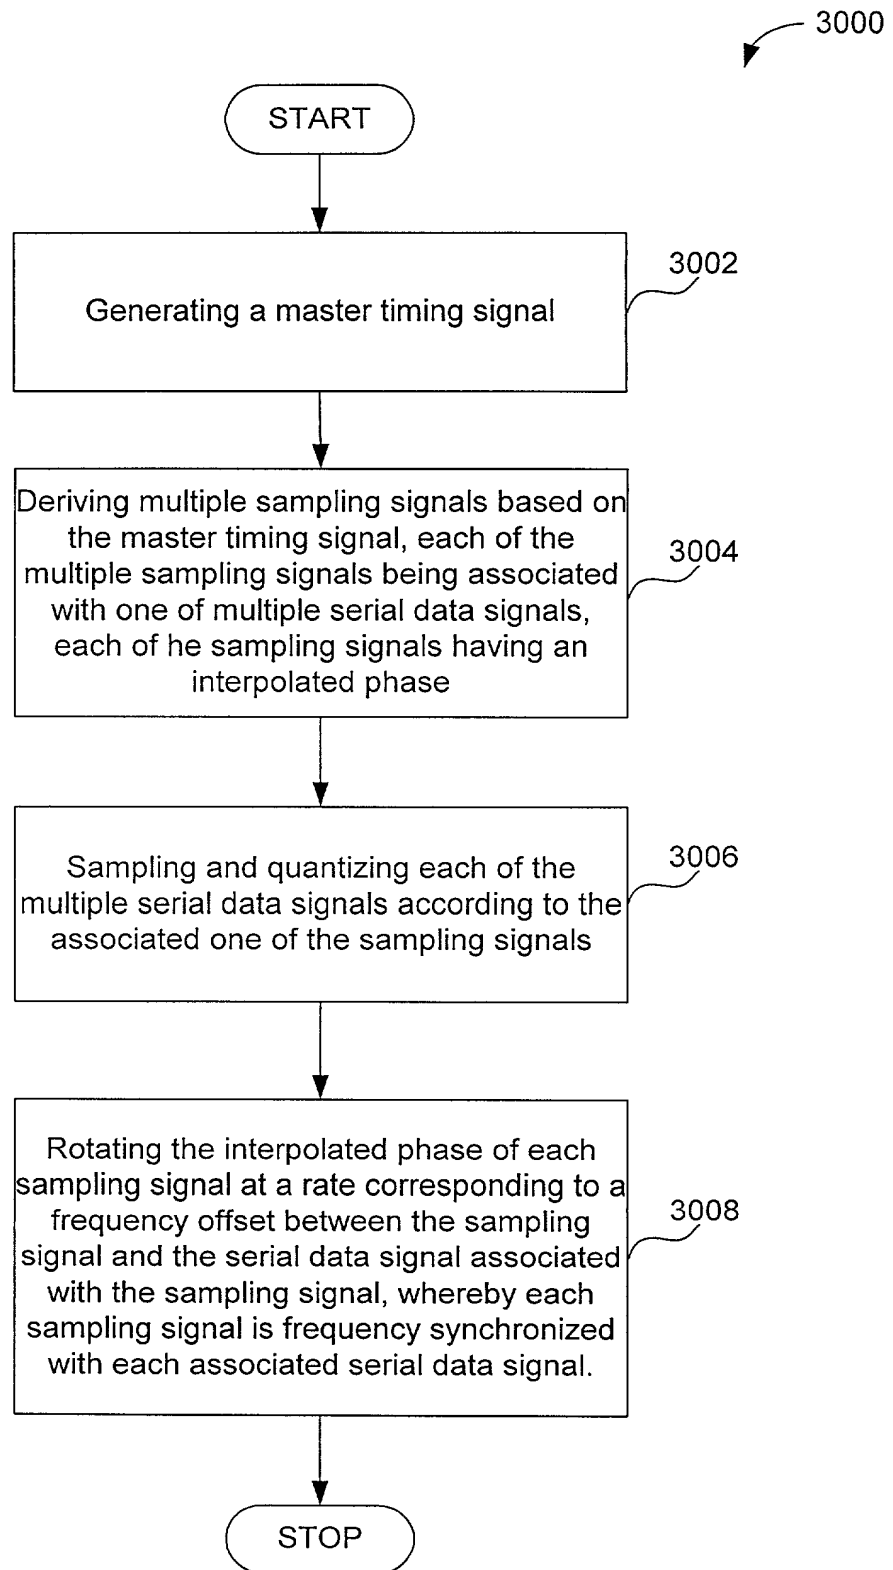 3000
START
Generating a master timing signal
3002
Deriving multiple sampling signals based on
the master timing signal, each of the
multiple sampling signals being associated
with one of multiple serial data signals,
each of he sampling signals having an
interpolated phase
3004
Sampling and quantizing each of the
multiple serial data signals according to the
associated one of the sampling signals
3006
Rotating the interpolated phase of each
sampling signal at a rate corresponding to a
frequency offset between the sampling
signal and the serial data signal associated
with the sampling signal, whereby each
sampling signal is frequency synchronized
with each associated serial data signal.
3008
STOP